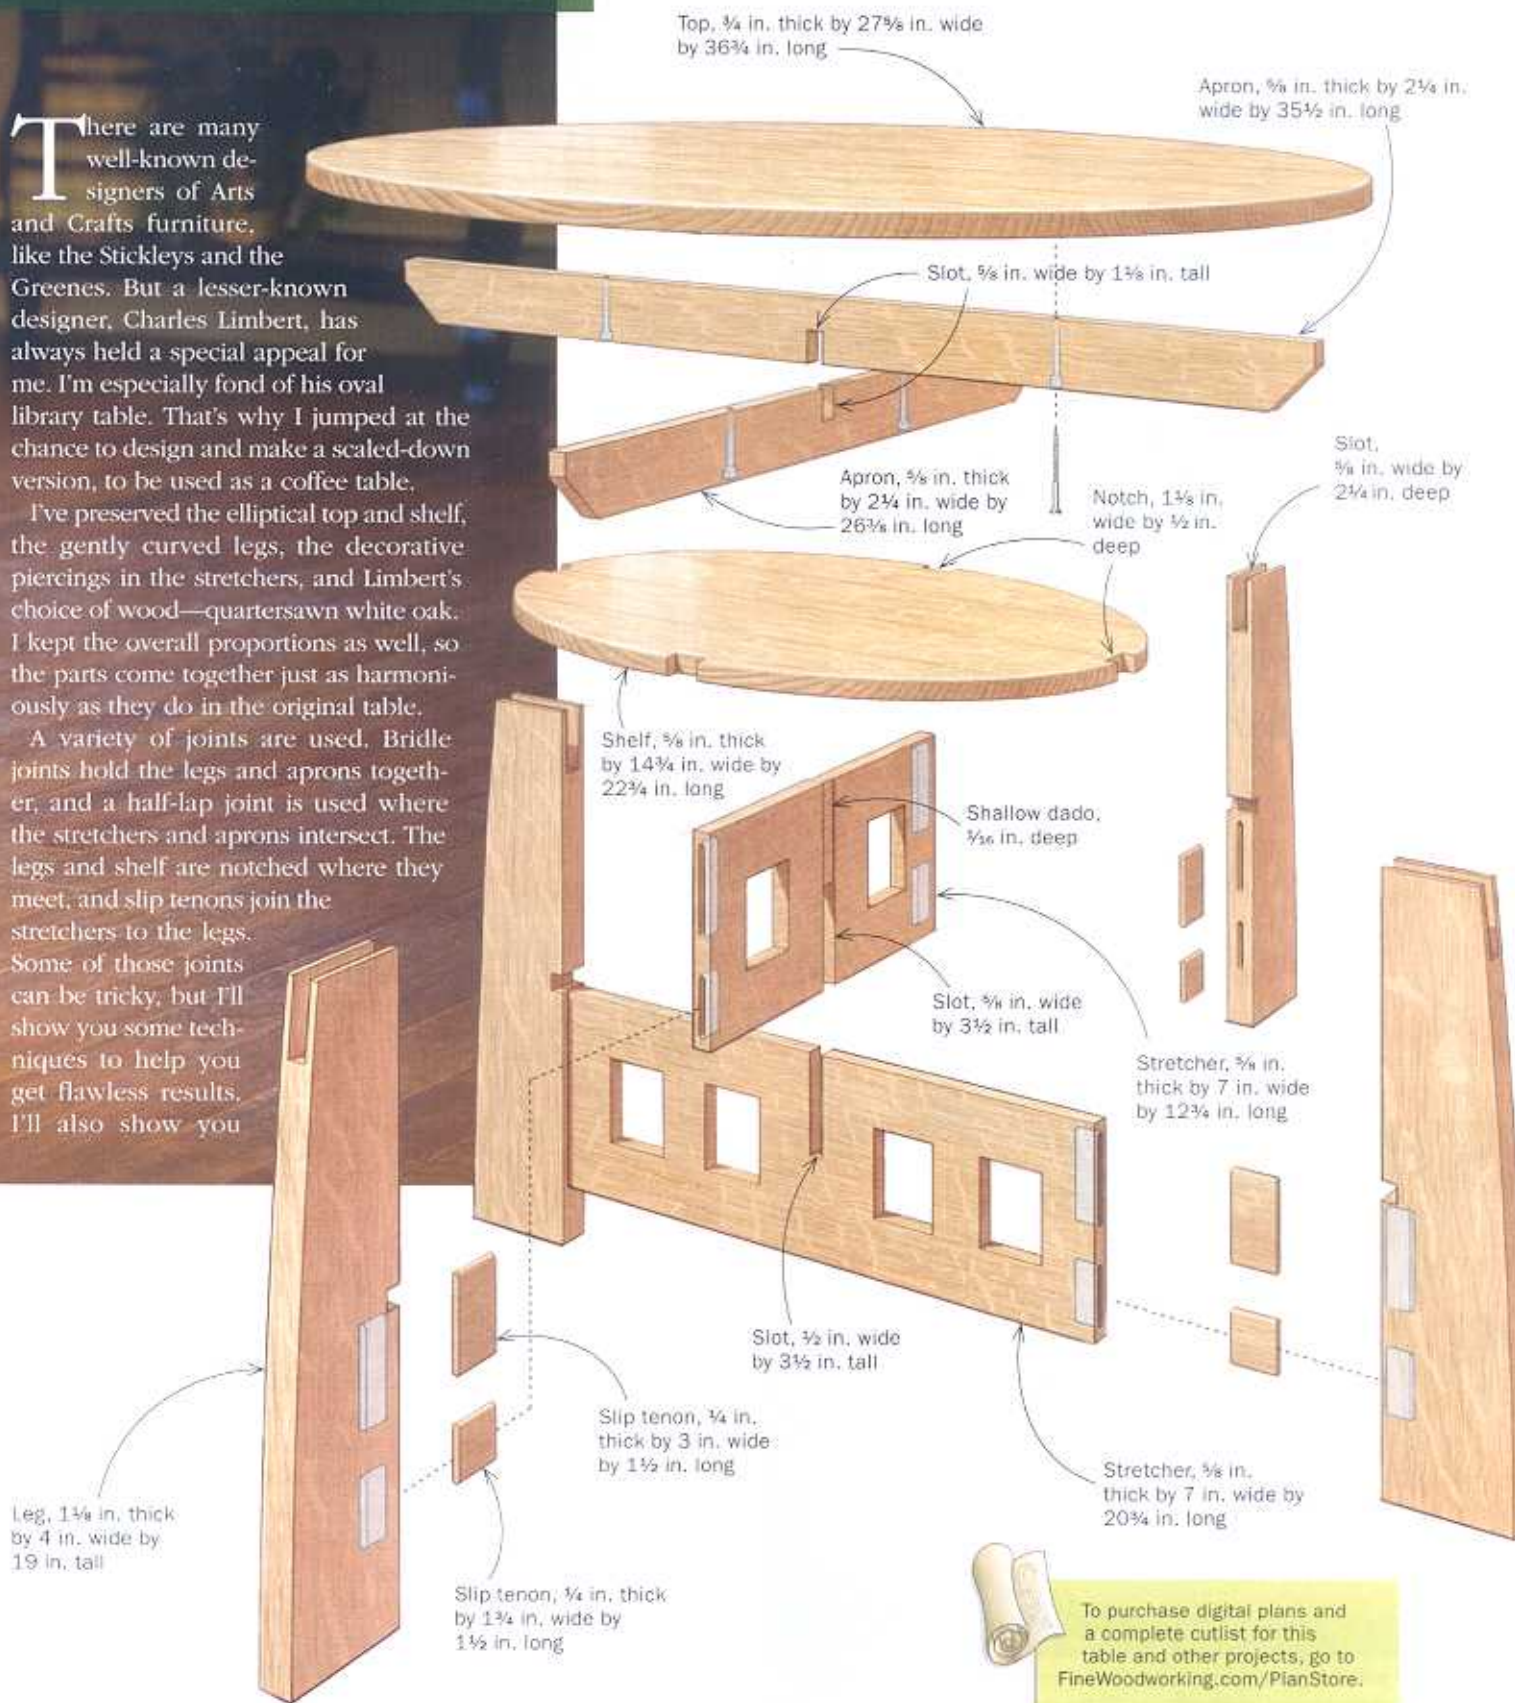 There are many
well-known de-
signers of Arts
and Crafts furniture,
like the Stickleys and the
Greenes. But a lesser-known
designer, Charles Limbert, has
always held a special appeal for
me. I'm especially fond of his oval
library table. That's why I jumped at the
chance to design and make a scaled-down
version, to be used as a coffee table.
I've preserved the elliptical top and shelf,
the gently curved legs, the decorative
piercings in the stretchers, and Limbert's
choice of wood—quartersawn white oak.
I kept the overall proportions as well, so
the parts come together just as harmoni-
ously as they do in the original table.
A variety of joints are used. Bridle
joints hold the legs and aprons togeth-
er, and a half-lap joint is used where
the stretchers and aprons intersect. The
legs and shelf are notched where they
meet, and slip tenons join the
stretchers to the legs.
Some of those joints
can be tricky, but I'll
show you some tech-
niques to help you
get flawless results.
I'll also show you
Top, ¾ in. thick by 27⅝ in. wide
by 36¾ in. long
Apron, ⅝ in. thick by 2¼ in.
wide by 35½ in. long
Slot, ⅝ in. wide by 1⅛ in. tall
Apron, ⅝ in. thick
by 2¼ in. wide by
26⅜ in. long
Notch, 1⅛ in.
wide by ½ in.
deep
Slot,
⅝ in. wide by
2¼ in. deep
Shelf, ⅝ in. thick
by 14¾ in. wide by
22¾ in. long
Shallow dado,
1⁄16 in. deep
Slot, ⅝ in. wide
by 3½ in. tall
Stretcher, ⅝ in.
thick by 7 in. wide
by 12¾ in. long
Slot, ½ in. wide
by 3½ in. tall
Slip tenon, ¼ in.
thick by 3 in. wide
by 1½ in. long
Stretcher, ⅝ in.
thick by 7 in. wide by
20¾ in. long
Leg, 1⅛ in. thick
by 4 in. wide by
19 in. tall
Slip tenon, ¼ in. thick
by 1¾ in. wide by
1½ in. long
To purchase digital plans and
a complete cutlist for this
table and other projects, go to
FineWoodworking.com/PlanStore.